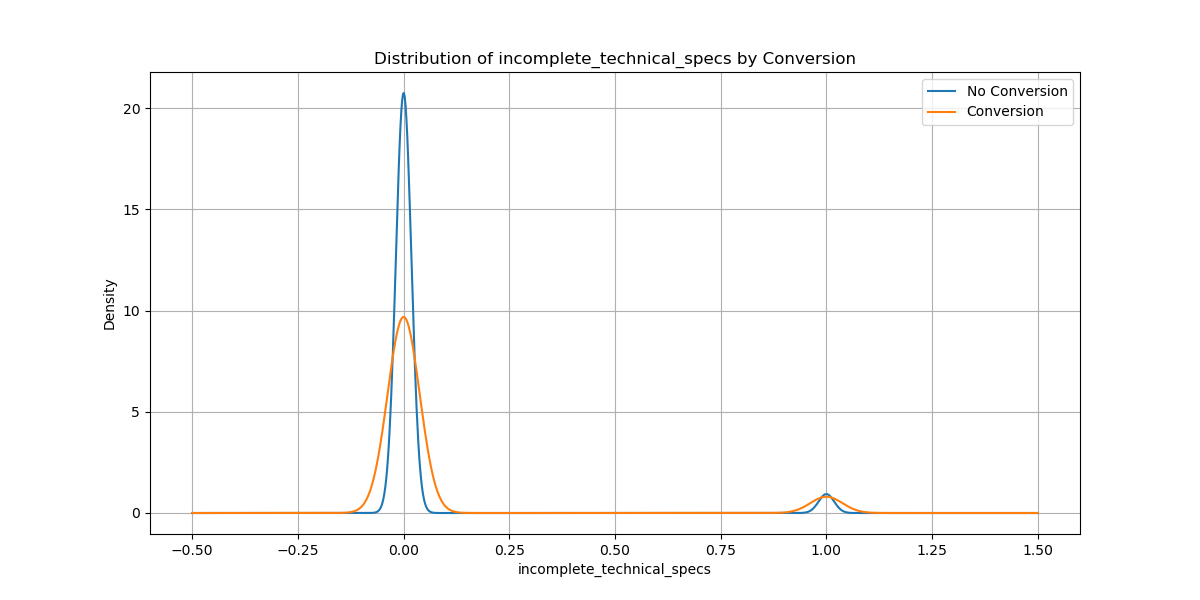 Distribution of incomplete_technical_specs by Conversion
No Conversion
Conversion
Density
20
15
10
5
0
−0.50 −0.25 0.00 0.25 0.50 0.75 1.00 1.25 1.50
incomplete_technical_specs